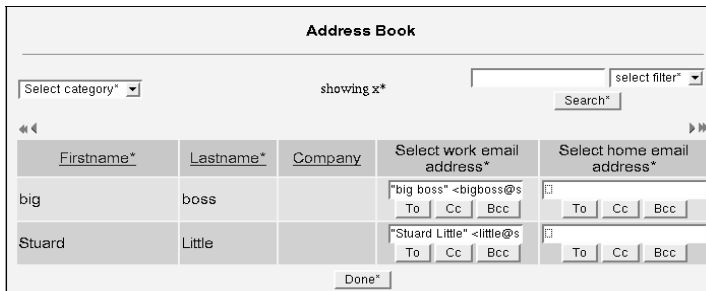 Address Book
Select category* showing x* select filter*
Search*
Firstname* Lastname* Company Select work email address* Select home email address*
big boss "big boss" <bigboss@s
To Cc Bcc To Cc Bcc
Stuard Little "Stuard Little" <little@s
To Cc Bcc To Cc Bcc
Done*